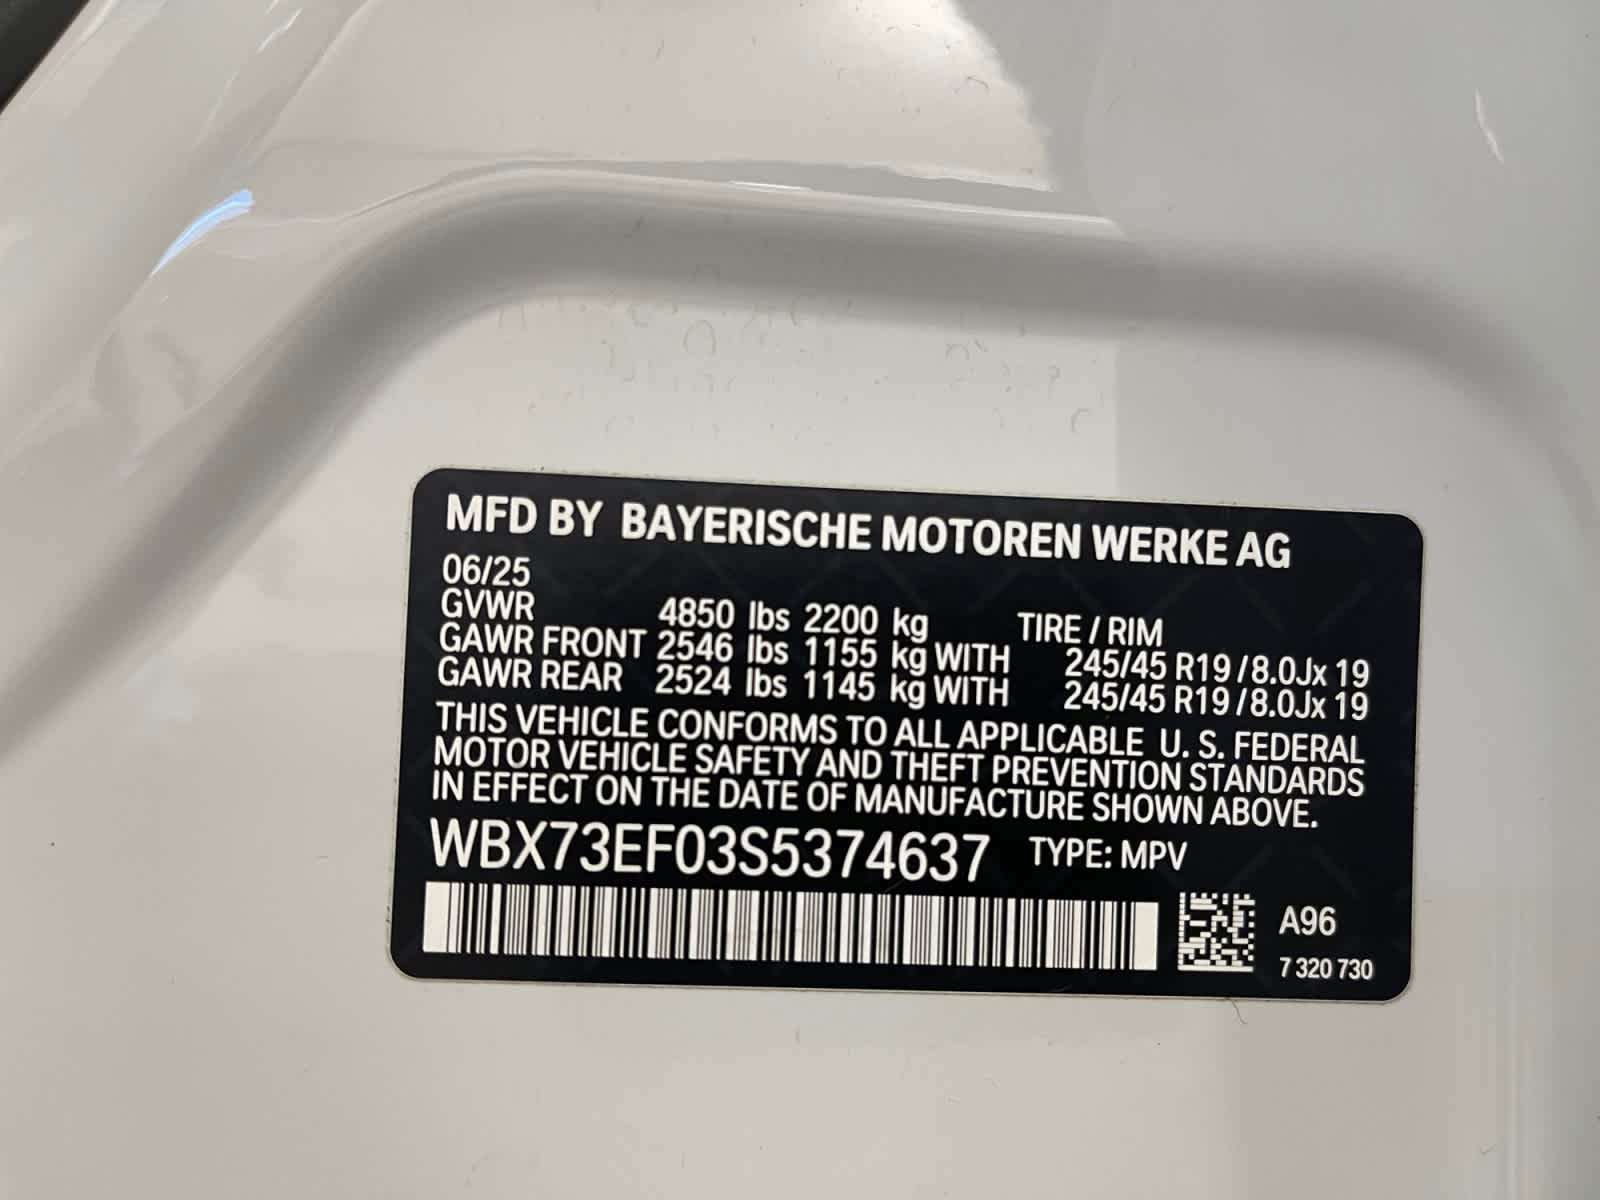 MFD BY BAYERISCHE MOTOREN WERKE AG
06/25
GVWR 4850 lbs 2200 kg TIRE / RIM
GAWR FRONT 2546 lbs 1155 kg WITH 245/45 R19 / 8.0Jx 19
GAWR REAR 2524 lbs 1145 kg WITH 245/45 R19 / 8.0Jx 19
THIS VEHICLE CONFORMS TO ALL APPLICABLE U. S. FEDERAL
MOTOR VEHICLE SAFETY AND THEFT PREVENTION STANDARDS
IN EFFECT ON THE DATE OF MANUFACTURE SHOWN ABOVE.
WBX73EF03S5374637 TYPE: MPV
A96
7 320 730